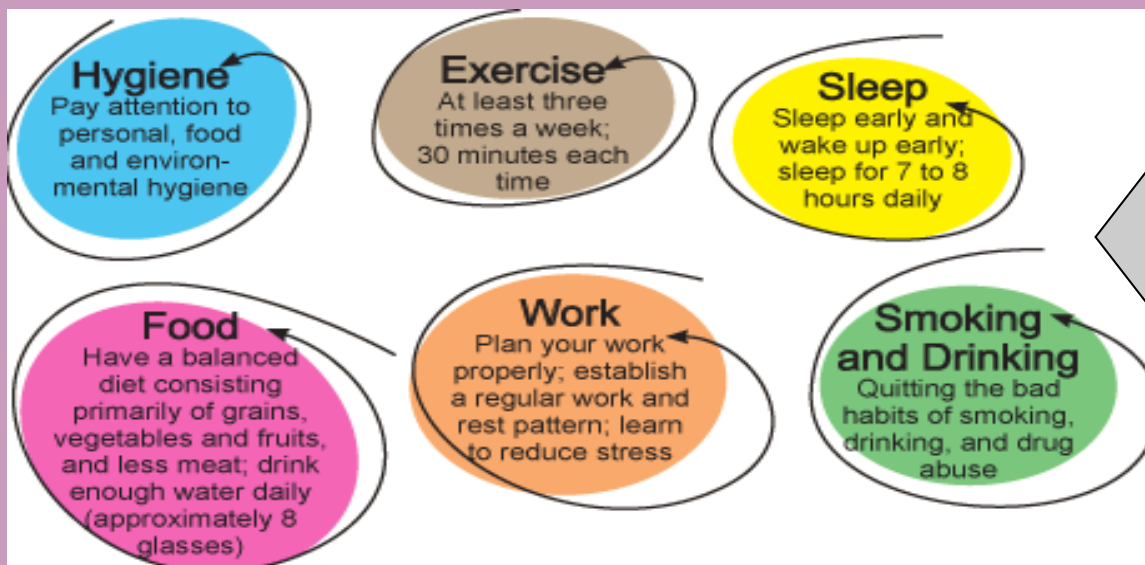 Hygiene
Pay attention to
personal, food
and environ-
mental hygiene
Exercise
At least three
times a week;
30 minutes each
time
Sleep
Sleep early and
wake up early;
sleep for 7 to 8
hours daily
Food
Have a balanced
diet consisting
primarily of grains,
vegetables and fruits,
and less meat; drink
enough water daily
(approximately 8
glasses)
Work
Plan your work
properly; establish
a regular work and
rest pattern; learn
to reduce stress
Smoking
and Drinking
Quitting the bad
habits of smoking,
drinking, and drug
abuse